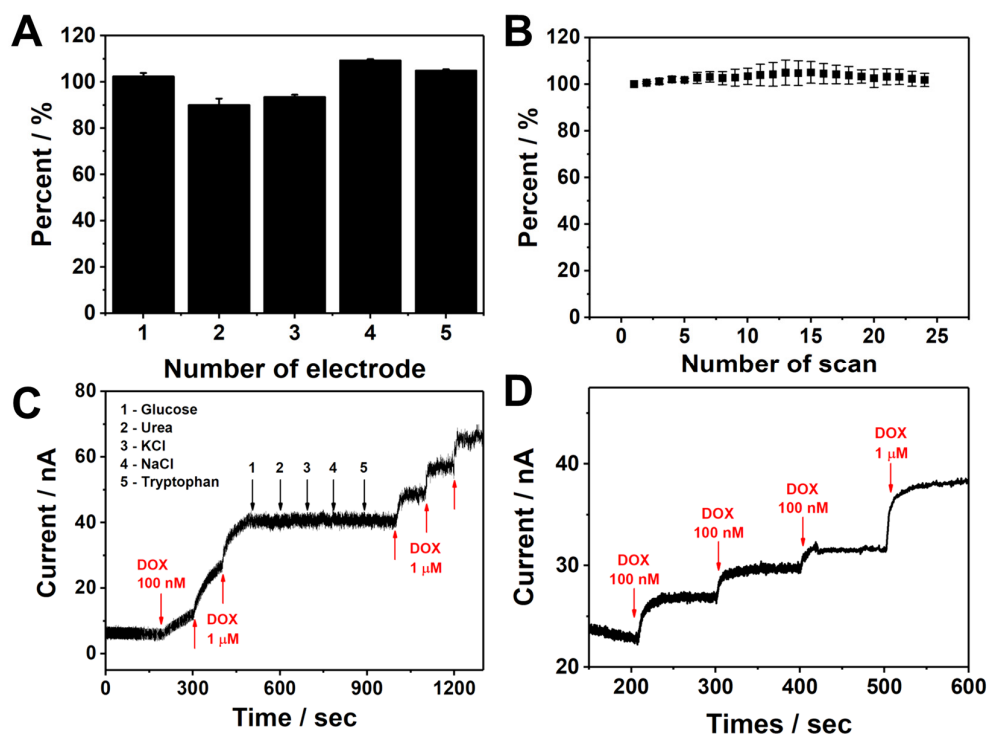 A
Percent / %
120
100
80
60
40
20
0
1 2 3 4 5
Number of electrode
B
Percent / %
120
100
80
60
40
20
0
0 5 10 15 20 25
Number of scan
C
Current / nA
80
60
40
20
0
1 - Glucose
2 - Urea
3 - KCl
4 - NaCl
5 - Tryptophan
1 2 3 4 5
DOX
100 nM
DOX
1 µM
DOX
1 µM
0 300 600 900 1200
Time / sec
D
Current / nA
40
30
20
DOX
100 nM
DOX
100 nM
DOX
100 nM
DOX
1 µM
200 300 400 500 600
Times / sec